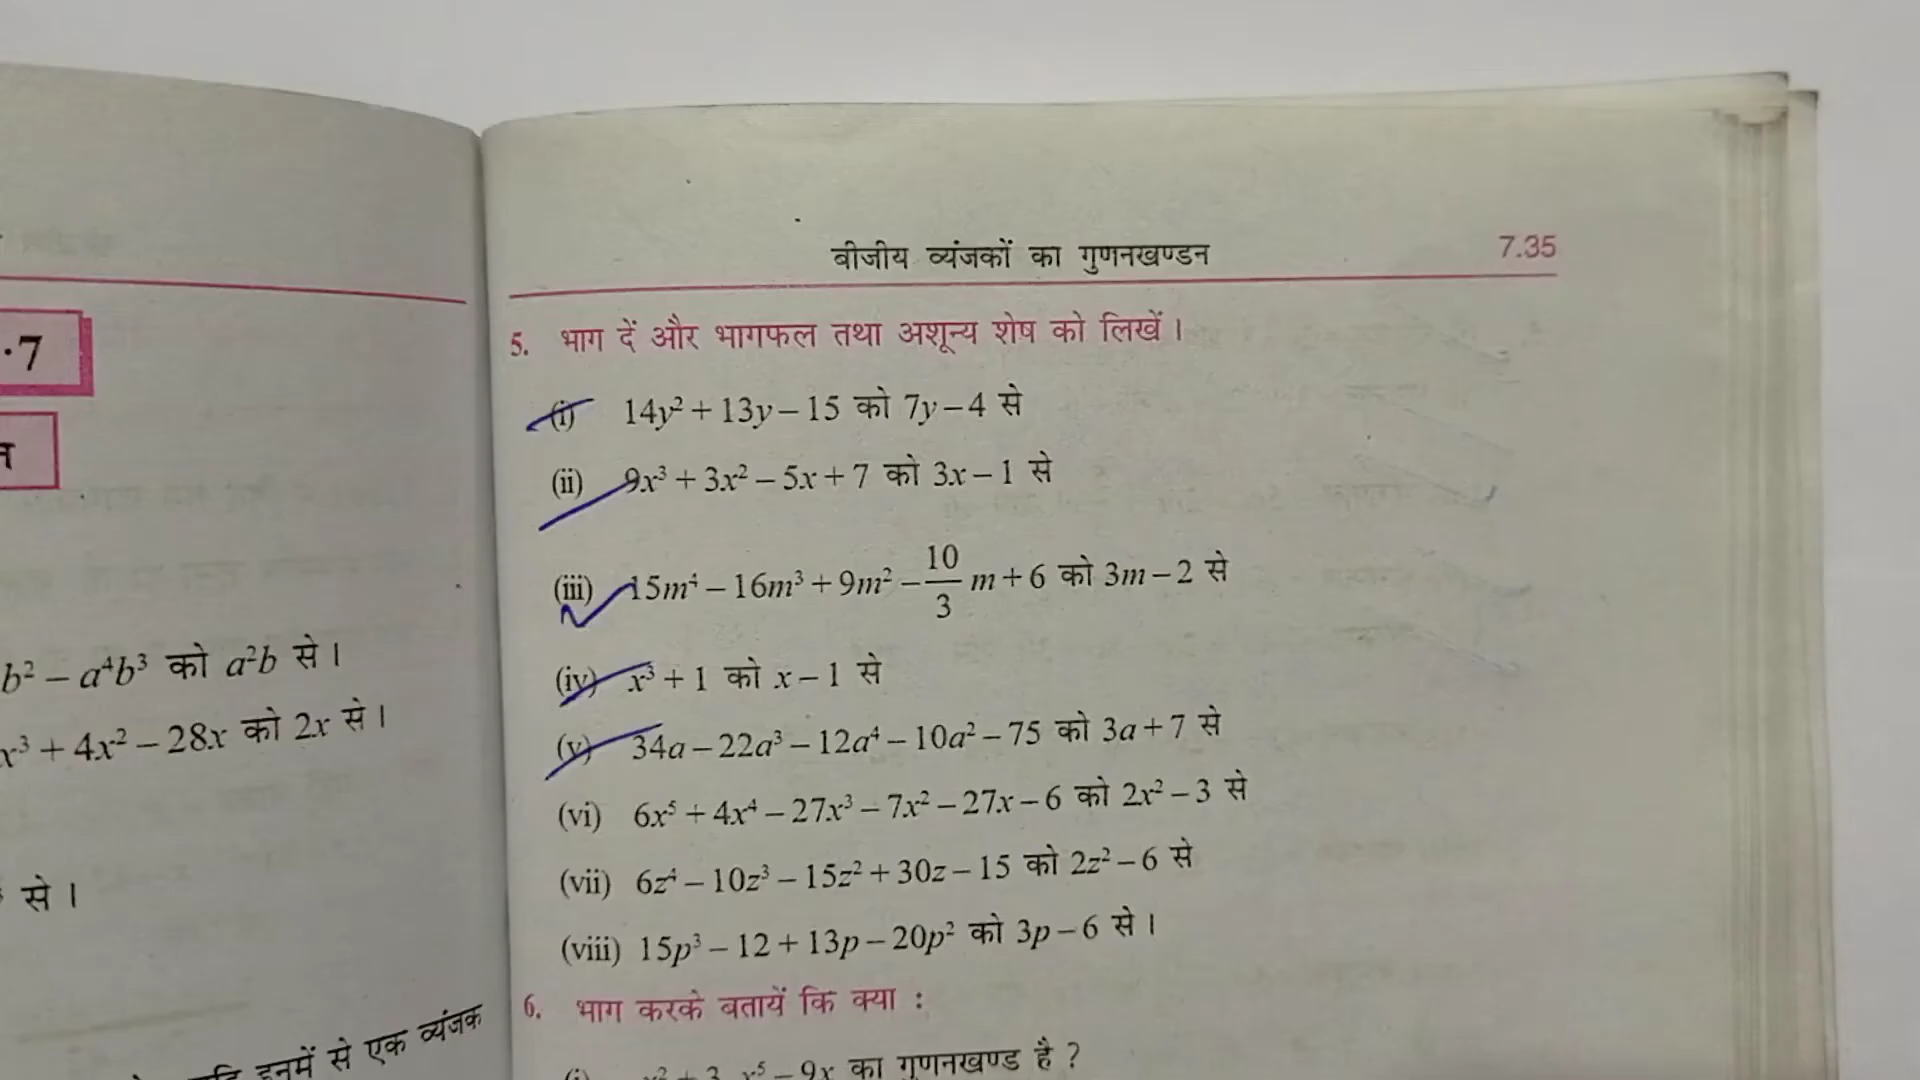 ·7
b² – a⁴b³ को a²b से।
x³ + 4x² – 28x को 2x से।
से।
इनमें से एक व्यंजक
बीजीय व्यंजकों का गुणनखण्डन 7.35
5. भाग दें और भागफल तथा अशून्य शेष को लिखें।
(i) 14y² + 13y – 15 को 7y – 4 से
(ii) 9x³ + 3x² – 5x + 7 को 3x – 1 से
(iii) 15m⁴ – 16m³ + 9m² – 10/3 m + 6 को 3m – 2 से
(iv) x³ + 1 को x – 1 से
(v) 34a – 22a³ – 12a⁴ – 10a² – 75 को 3a + 7 से
(vi) 6x⁵ + 4x⁴ – 27x³ – 7x² – 27x – 6 को 2x² – 3 से
(vii) 6z⁴ – 10z³ – 15z² + 30z – 15 को 2z² – 6 से
(viii) 15p³ – 12 + 13p – 20p² को 3p – 6 से।
6. भाग करके बतायें कि क्या :
(i) x² + 3, x⁵ – 9x का गुणनखण्ड है ?